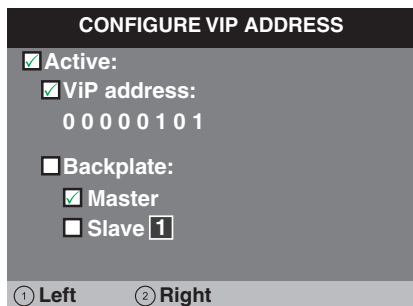 CONFIGURE VIP ADDRESS
Active:
ViP address:
0 0 0 0 0 1 0 1
Backplate:
Master
Slave 1
1 Left 2 Right